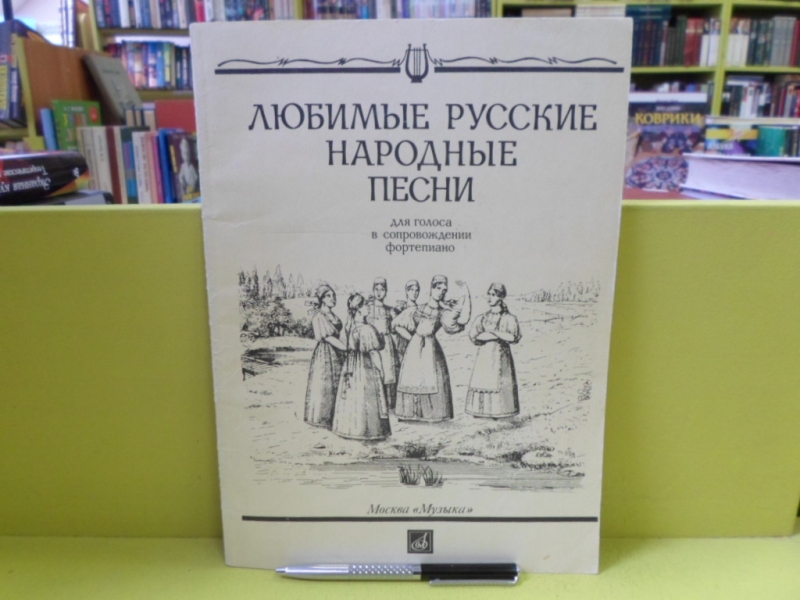 ЛЮБИМЫЕ РУССКИЕ
НАРОДНЫЕ
ПЕСНИ
для голоса
в сопровождении
фортепиано
Москва «Музыка»
КОВРИКИ